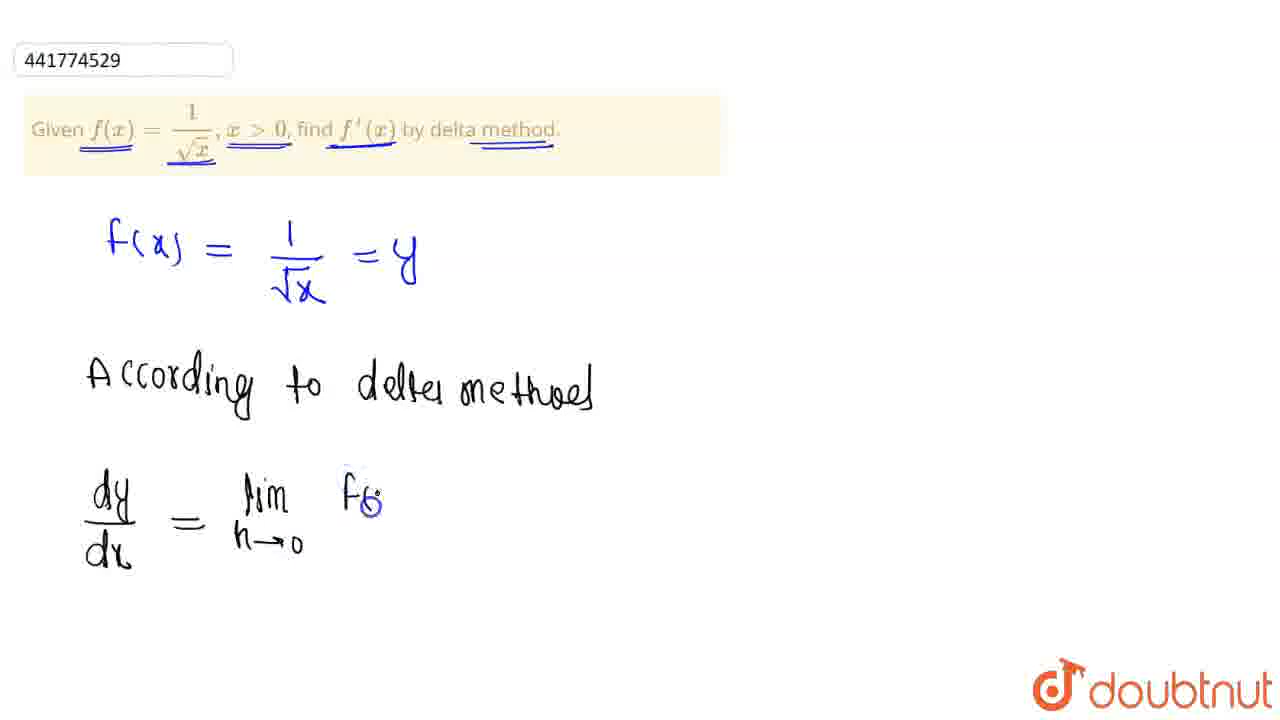 441774529
Given f(x) = 1/√x, x > 0, find f'(x) by delta method.
f(x) = 1/√x = y
According to delta method
dy/dx = lim h→0 f(
doubtnut